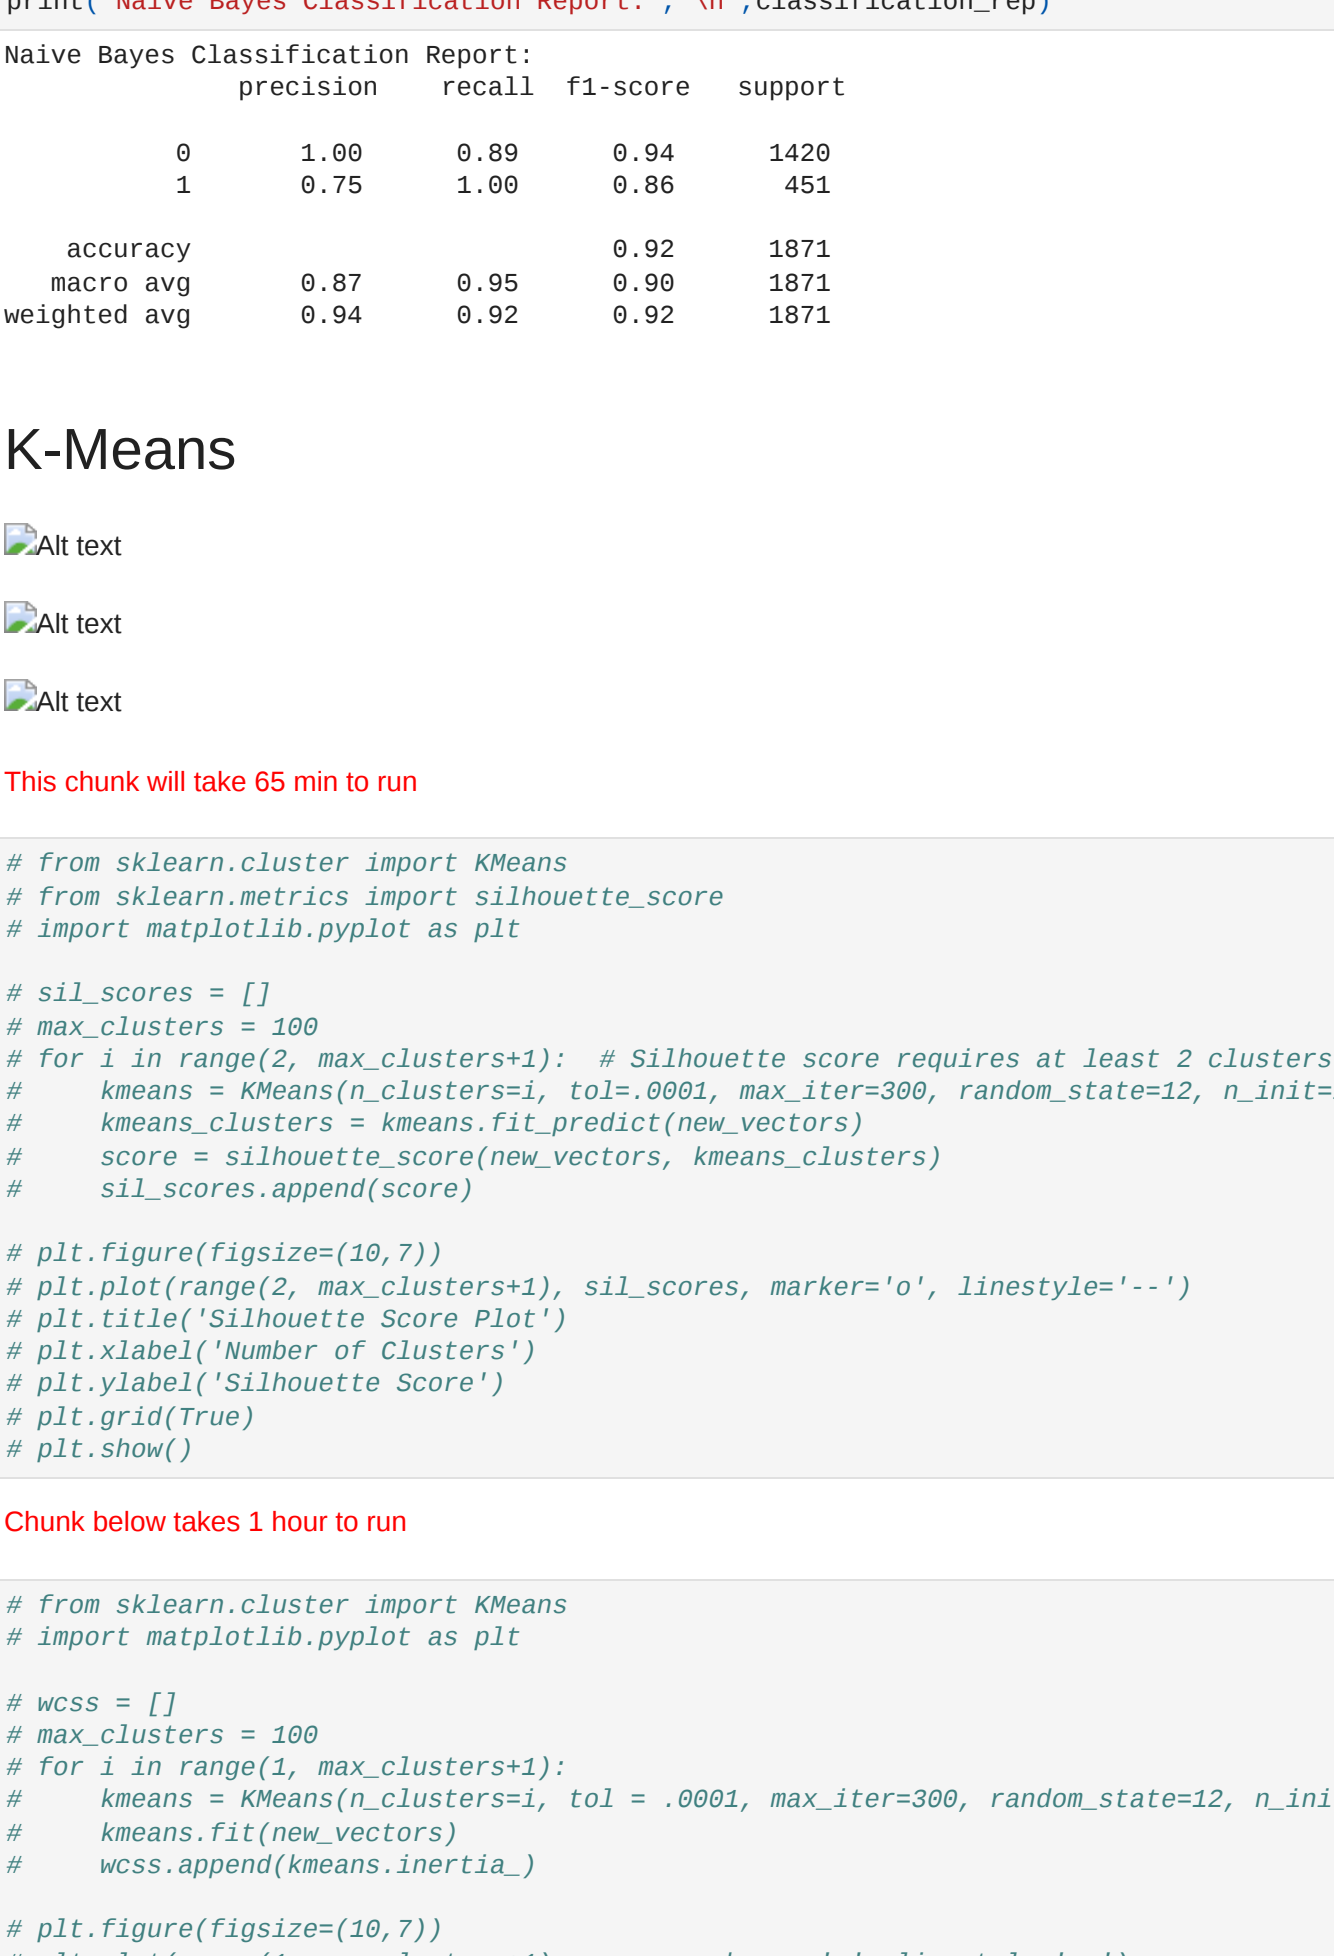 print("Naive Bayes Classification Report:", "\n",classification_rep)
Naive Bayes Classification Report:
               precision    recall  f1-score   support

           0       1.00      0.89      0.94      1420
           1       0.75      1.00      0.86       451

    accuracy                           0.92      1871
   macro avg       0.87      0.95      0.90      1871
weighted avg       0.94      0.92      0.92      1871

K-Means
Alt text
Alt text
Alt text
This chunk will take 65 min to run
# from sklearn.cluster import KMeans
# from sklearn.metrics import silhouette_score
# import matplotlib.pyplot as plt

# sil_scores = []
# max_clusters = 100
# for i in range(2, max_clusters+1):  # Silhouette score requires at least 2 clusters
#     kmeans = KMeans(n_clusters=i, tol=.0001, max_iter=300, random_state=12, n_init=
#     kmeans_clusters = kmeans.fit_predict(new_vectors)
#     score = silhouette_score(new_vectors, kmeans_clusters)
#     sil_scores.append(score)

# plt.figure(figsize=(10,7))
# plt.plot(range(2, max_clusters+1), sil_scores, marker='o', linestyle='--')
# plt.title('Silhouette Score Plot')
# plt.xlabel('Number of Clusters')
# plt.ylabel('Silhouette Score')
# plt.grid(True)
# plt.show()
Chunk below takes 1 hour to run
# from sklearn.cluster import KMeans
# import matplotlib.pyplot as plt

# wcss = []
# max_clusters = 100
# for i in range(1, max_clusters+1):
#     kmeans = KMeans(n_clusters=i, tol = .0001, max_iter=300, random_state=12, n_ini
#     kmeans.fit(new_vectors)
#     wcss.append(kmeans.inertia_)

# plt.figure(figsize=(10,7))